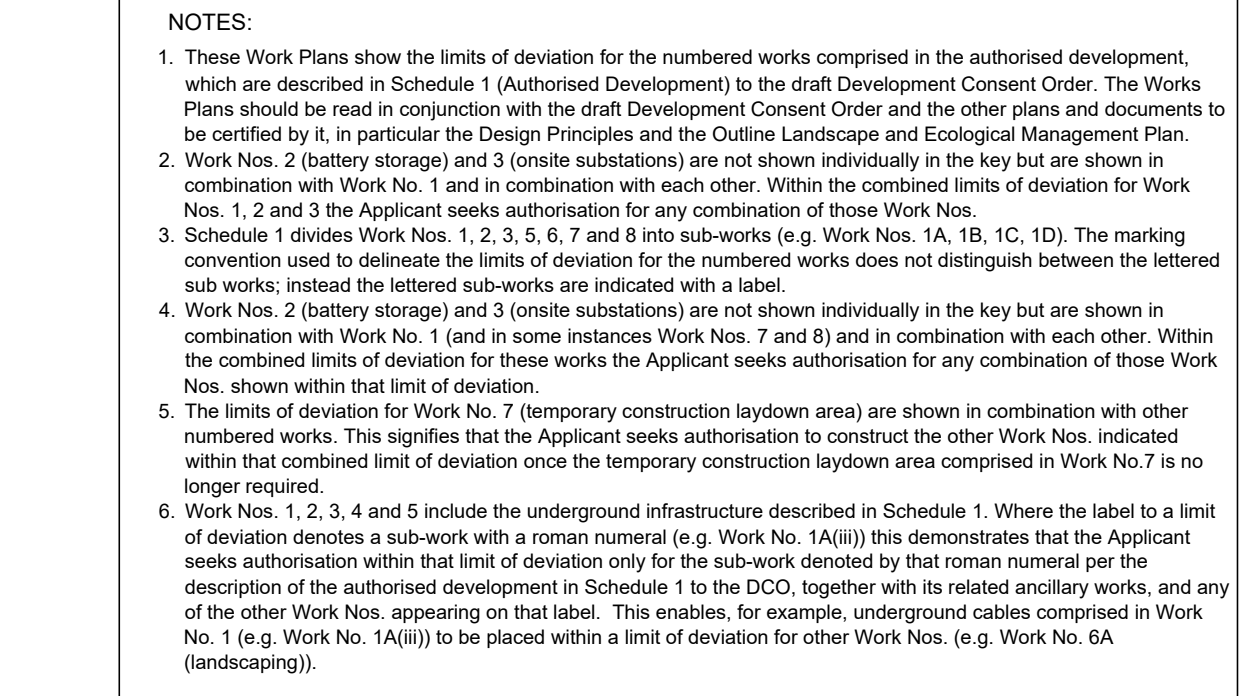 NOTES:
1. These Work Plans show the limits of deviation for the numbered works comprised in the authorised development,
which are described in Schedule 1 (Authorised Development) to the draft Development Consent Order. The Works
Plans should be read in conjunction with the draft Development Consent Order and the other plans and documents to
be certified by it, in particular the Design Principles and the Outline Landscape and Ecological Management Plan.
2. Work Nos. 2 (battery storage) and 3 (onsite substations) are not shown individually in the key but are shown in
combination with Work No. 1 and in combination with each other. Within the combined limits of deviation for Work
Nos. 1, 2 and 3 the Applicant seeks authorisation for any combination of those Work Nos.
3. Schedule 1 divides Work Nos. 1, 2, 3, 5, 6, 7 and 8 into sub-works (e.g. Work Nos. 1A, 1B, 1C, 1D). The marking
convention used to delineate the limits of deviation for the numbered works does not distinguish between the lettered
sub works; instead the lettered sub-works are indicated with a label.
4. Work Nos. 2 (battery storage) and 3 (onsite substations) are not shown individually in the key but are shown in
combination with Work No. 1 (and in some instances Work Nos. 7 and 8) and in combination with each other. Within
the combined limits of deviation for these works the Applicant seeks authorisation for any combination of those Work
Nos. shown within that limit of deviation.
5. The limits of deviation for Work No. 7 (temporary construction laydown area) are shown in combination with other
numbered works. This signifies that the Applicant seeks authorisation to construct the other Work Nos. indicated
within that combined limit of deviation once the temporary construction laydown area comprised in Work No.7 is no
longer required.
6. Work Nos. 1, 2, 3, 4 and 5 include the underground infrastructure described in Schedule 1. Where the label to a limit
of deviation denotes a sub-work with a roman numeral (e.g. Work No. 1A(iii)) this demonstrates that the Applicant
seeks authorisation within that limit of deviation only for the sub-work denoted by that roman numeral per the
description of the authorised development in Schedule 1 to the DCO, together with its related ancillary works, and any
of the other Work Nos. appearing on that label. This enables, for example, underground cables comprised in Work
No. 1 (e.g. Work No. 1A(iii)) to be placed within a limit of deviation for other Work Nos. (e.g. Work No. 6A
(landscaping)).